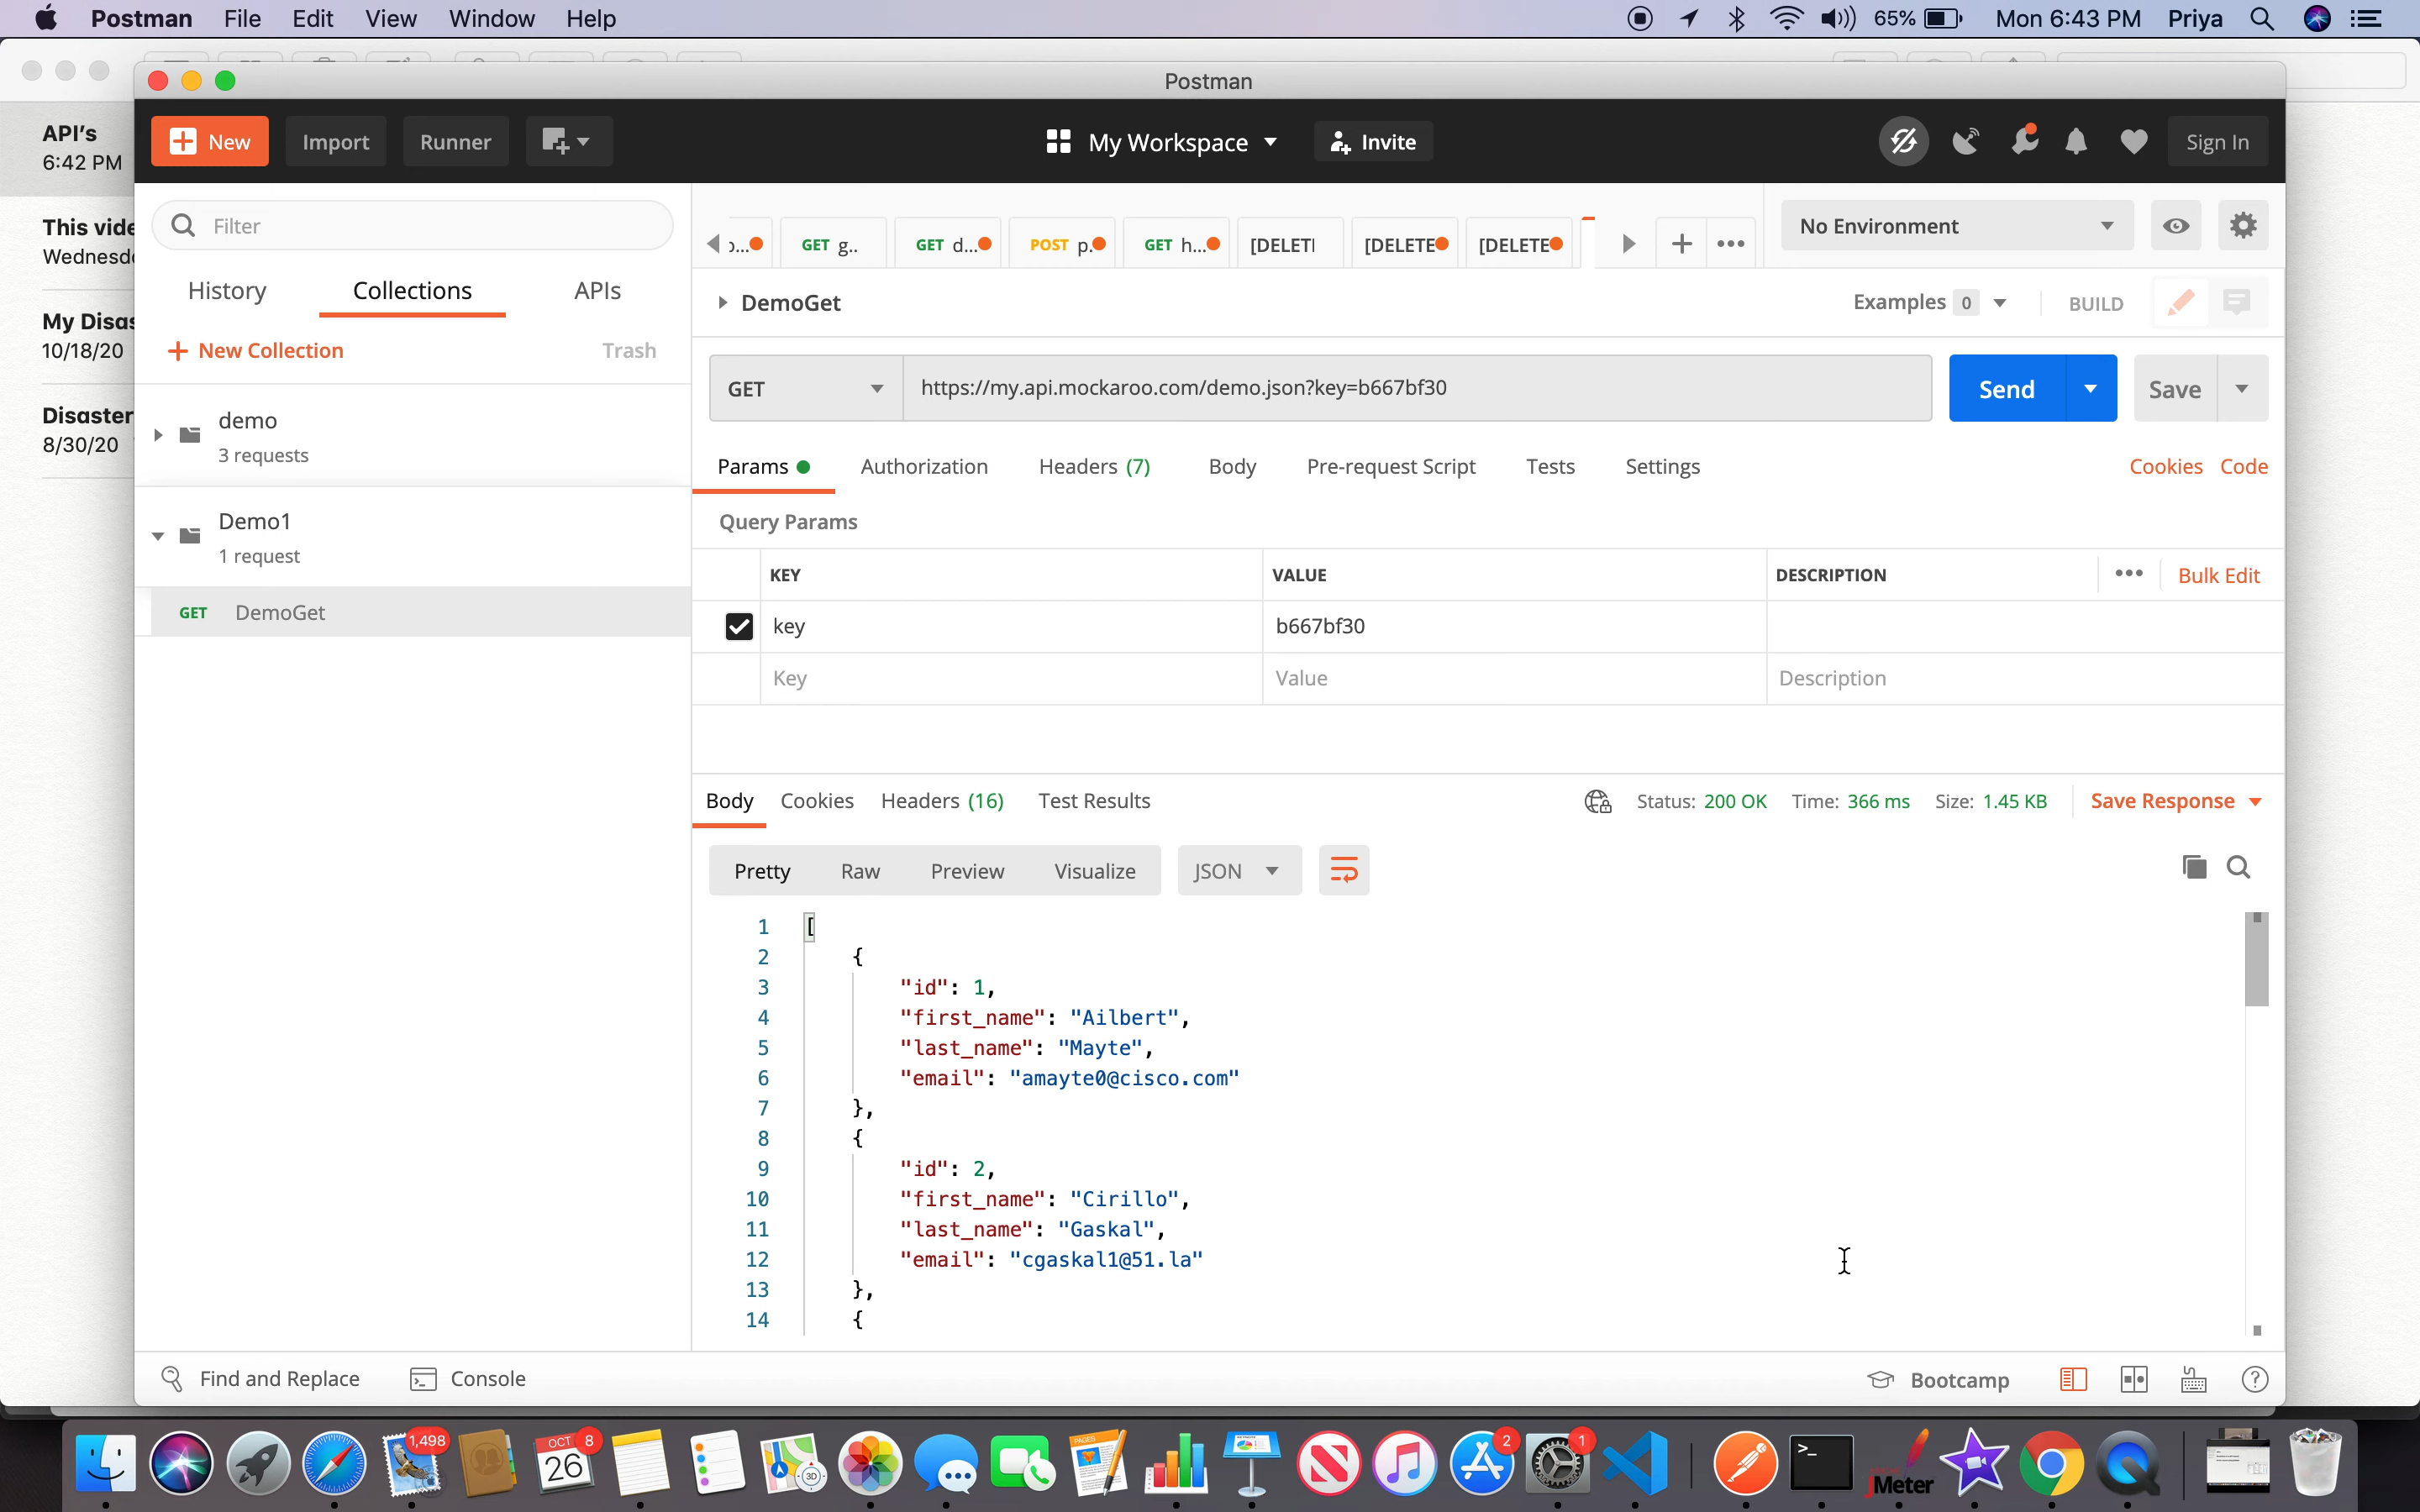 Postman File Edit View Window Help 65% Mon 6:43 PM Priya
Postman
API's
6:42 PM
This vide
Wednesd
My Disas
10/18/20
Disaster
8/30/20
New Import Runner My Workspace Invite Sign In
Filter
History Collections APIs
New Collection Trash
demo
3 requests
Demo1
1 request
GET DemoGet
GET g.. GET d... POST p. GET h... [DELETI [DELETE [DELETE
No Environment
DemoGet Examples 0 BUILD
GET https://my.api.mockaroo.com/demo.json?key=b667bf30 Send Save
Params Authorization Headers (7) Body Pre-request Script Tests Settings Cookies Code
Query Params
KEY VALUE DESCRIPTION Bulk Edit
key b667bf30
Key Value Description
Body Cookies Headers (16) Test Results Status: 200 OK Time: 366 ms Size: 1.45 KB Save Response
Pretty Raw Preview Visualize JSON
1 [
2 {
3 "id": 1,
4 "first_name": "Ailbert",
5 "last_name": "Mayte",
6 "email": "amayte0@cisco.com"
7 },
8 {
9 "id": 2,
10 "first_name": "Cirillo",
11 "last_name": "Gaskal",
12 "email": "cgaskal1@51.la"
13 },
14 {
Find and Replace Console Bootcamp
1,498 OCT 26 8 3D PAGES 2 1 >_ JMeter